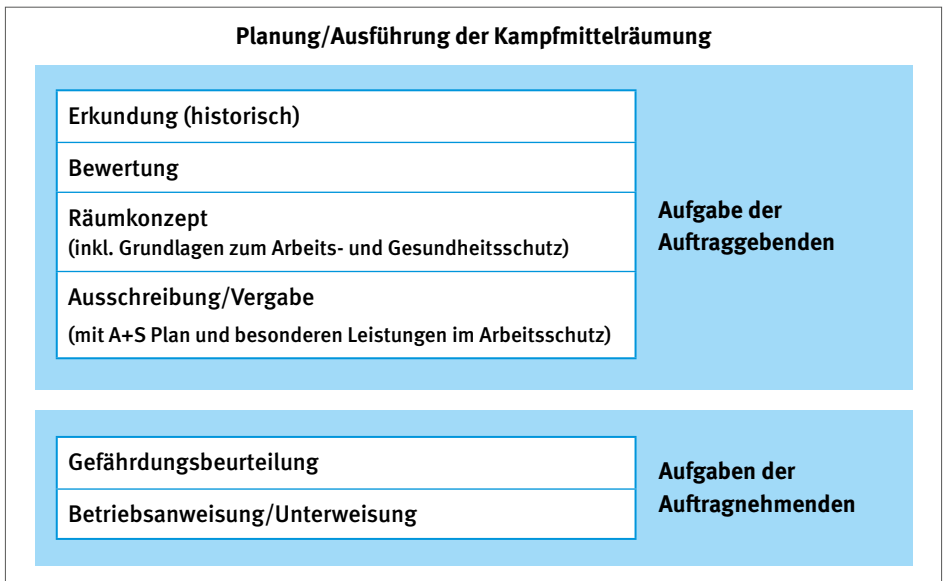 Planung/Ausführung der Kampfmittelräumung
Erkundung (historisch)
Bewertung
Räumkonzept
(inkl. Grundlagen zum Arbeits- und Gesundheitsschutz)
Ausschreibung/Vergabe
(mit A+S Plan und besonderen Leistungen im Arbeitsschutz)
Aufgabe der
Auftraggebenden
Gefährdungsbeurteilung
Betriebsanweisung/Unterweisung
Aufgaben der
Auftragnehmenden